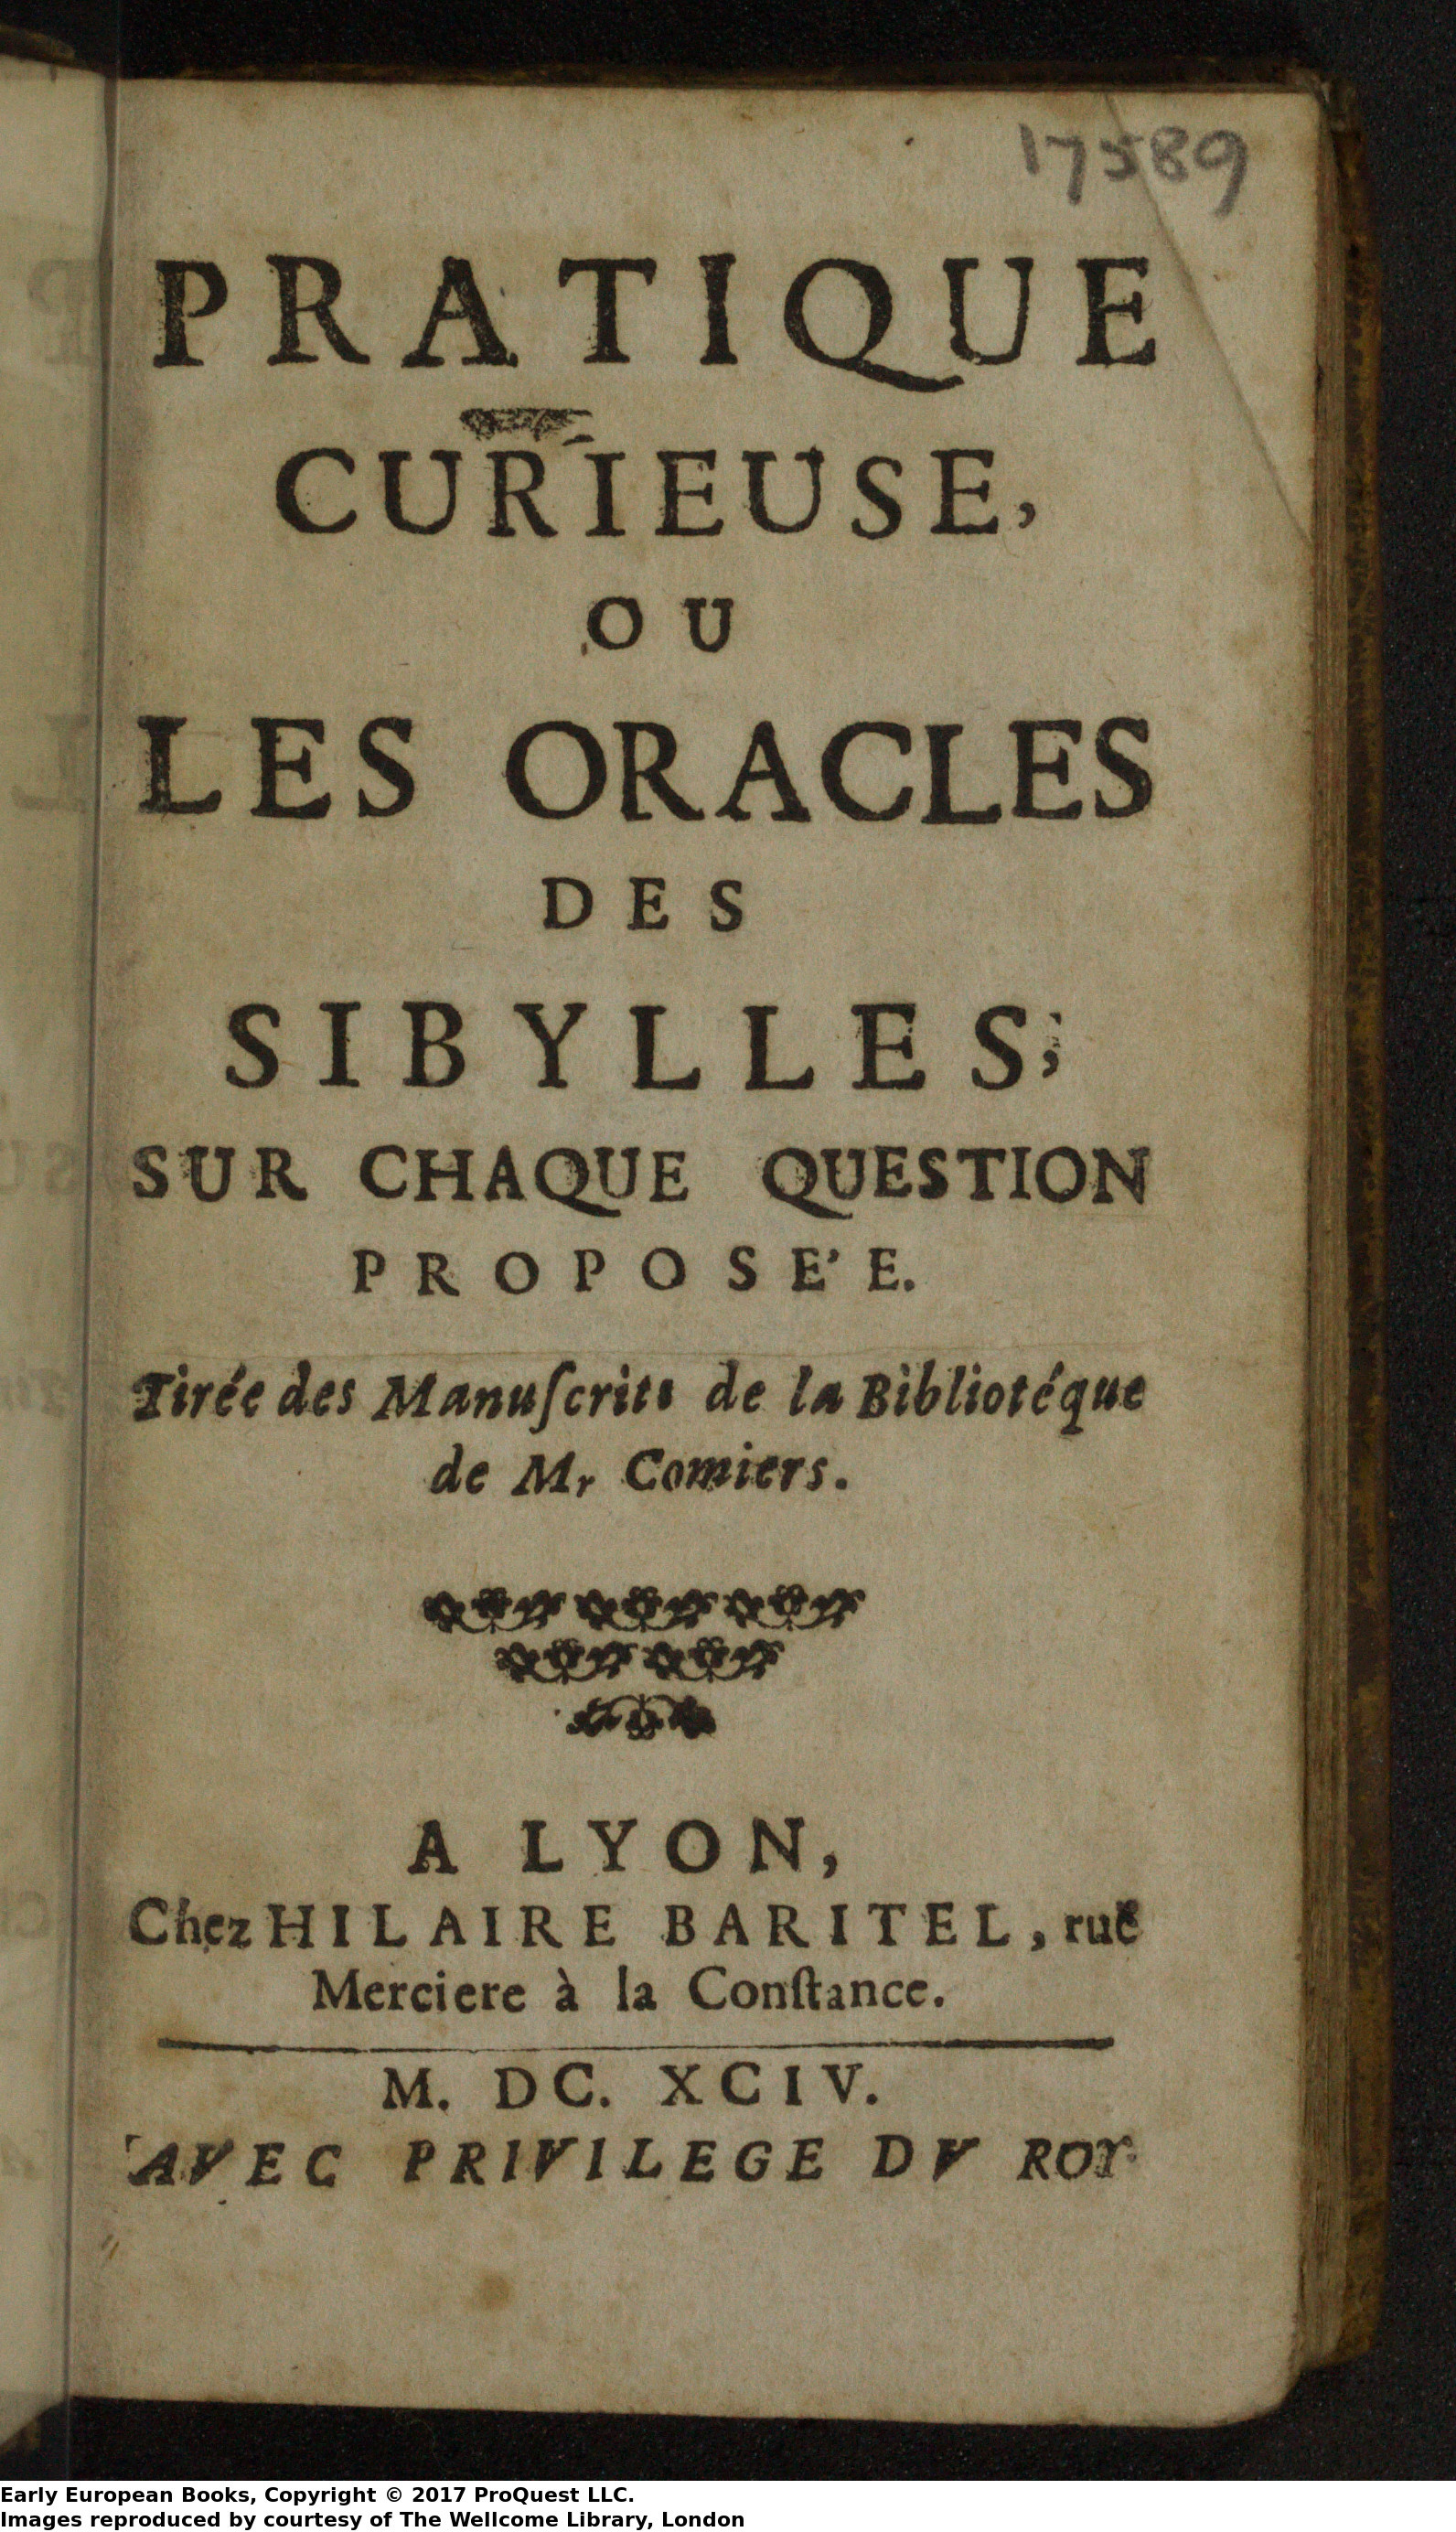 17589
PRATIQUE
CURIEUSE,
OU
LES ORACLES
DES
SIBYLLES;
SUR CHAQUE QUESTION
PROPOSE'E.
Tirée des Manuſcrits de la Bibliotéque
de Mr Comiers.
A LYON,
Chez HILAIRE BARITEL, ruë
Merciere à la Conſtance.
M. DC. XCIV.
AVEC PRIVILEGE DV ROY.
Early European Books, Copyright © 2017 ProQuest LLC.
Images reproduced by courtesy of The Wellcome Library, London